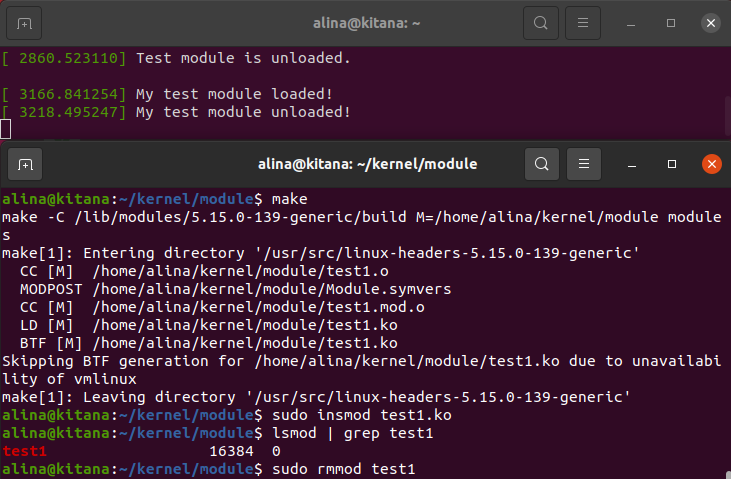 alina@kitana: ~
[ 2860.523110] Test module is unloaded.
[ 3166.841254] My test module loaded!
[ 3218.495247] My test module unloaded!
alina@kitana: ~/kernel/module
alina@kitana:~/kernel/module$ make
make -C /lib/modules/5.15.0-139-generic/build M=/home/alina/kernel/module module
s
make[1]: Entering directory '/usr/src/linux-headers-5.15.0-139-generic'
  CC [M]  /home/alina/kernel/module/test1.o
  MODPOST /home/alina/kernel/module/Module.symvers
  CC [M]  /home/alina/kernel/module/test1.mod.o
  LD [M]  /home/alina/kernel/module/test1.ko
  BTF [M] /home/alina/kernel/module/test1.ko
Skipping BTF generation for /home/alina/kernel/module/test1.ko due to unavailabi
lity of vmlinux
make[1]: Leaving directory '/usr/src/linux-headers-5.15.0-139-generic'
alina@kitana:~/kernel/module$ sudo insmod test1.ko
alina@kitana:~/kernel/module$ lsmod | grep test1
test1                  16384  0
alina@kitana:~/kernel/module$ sudo rmmod test1